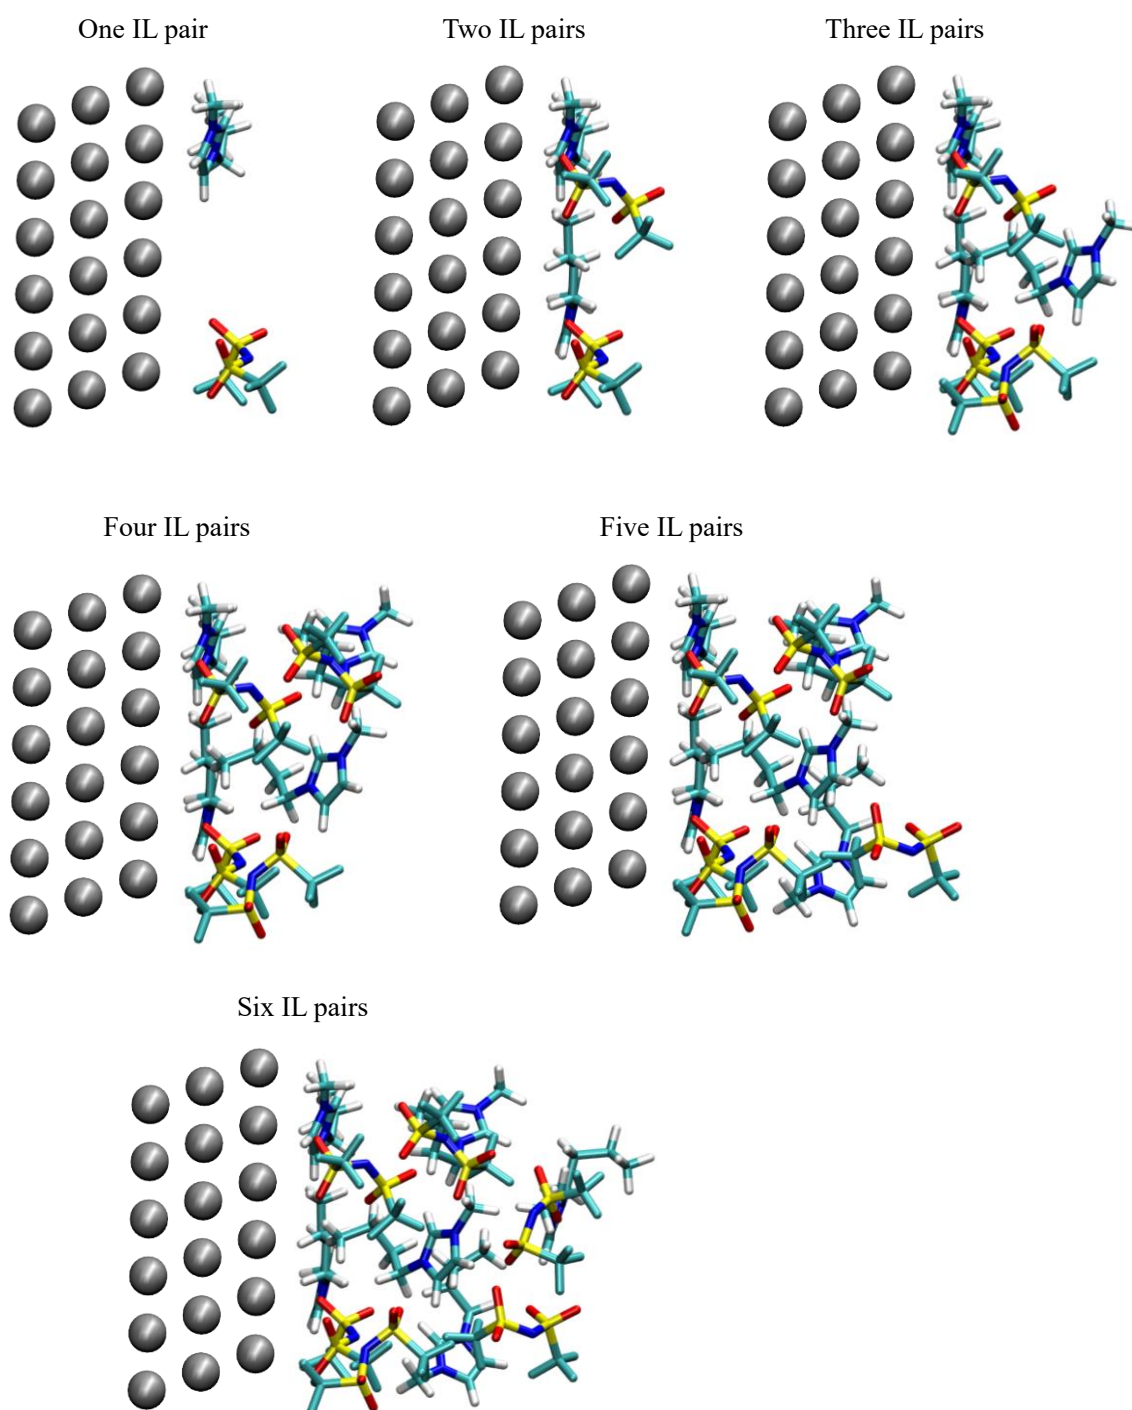 One IL pair
Two IL pairs
Three IL pairs
Four IL pairs
Five IL pairs
Six IL pairs